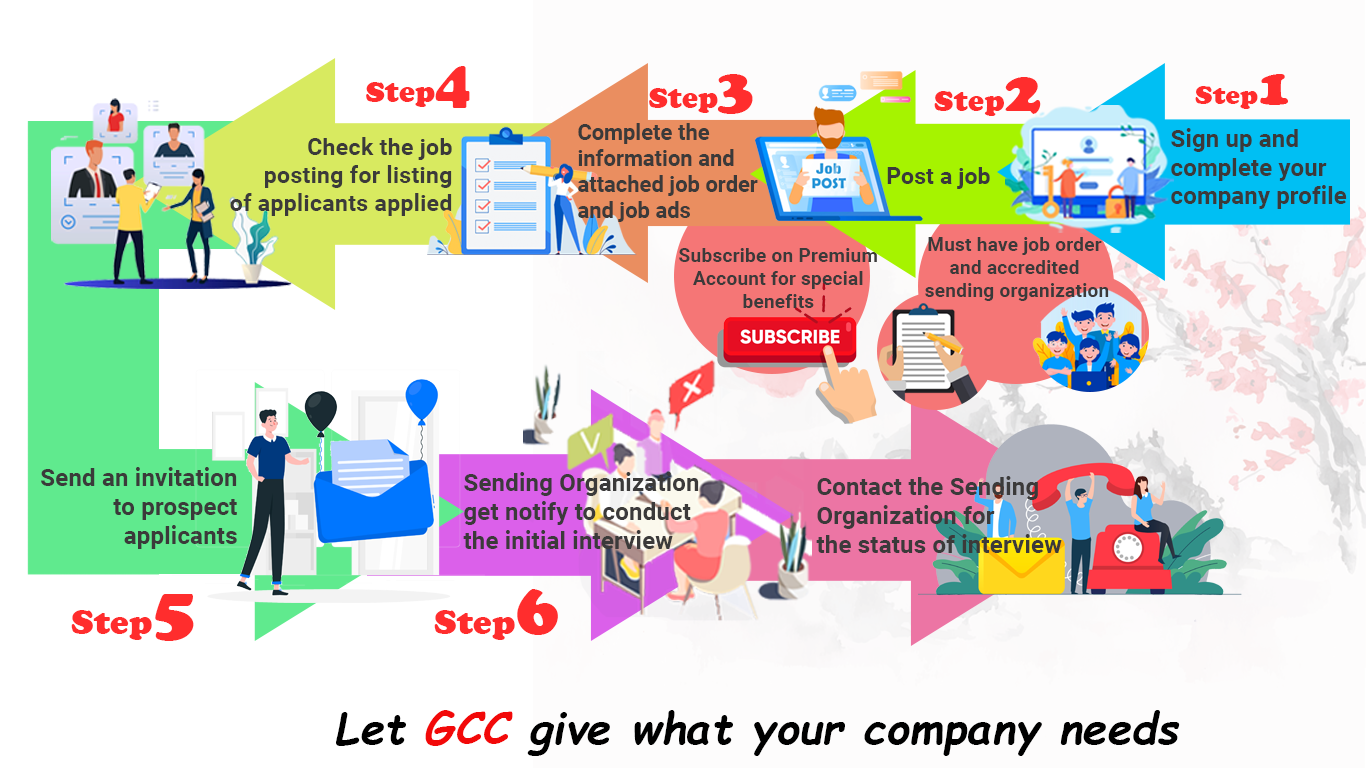 Step1
Sign up and
complete your
company profile
Step2
Post a job
Must have job order
and accredited
sending organization
Step3
Complete the
information and
attached job order
and job ads
Job
POST
Subscribe on Premium
Account for special
benefits
SUBSCRIBE
Step4
Check the job
posting for listing
of applicants applied
Step5
Send an invitation
to prospect
applicants
Step6
Sending Organization
get notify to conduct
the initial interview
V
X
Contact the Sending
Organization for
the status of interview
Let GCC give what your company needs